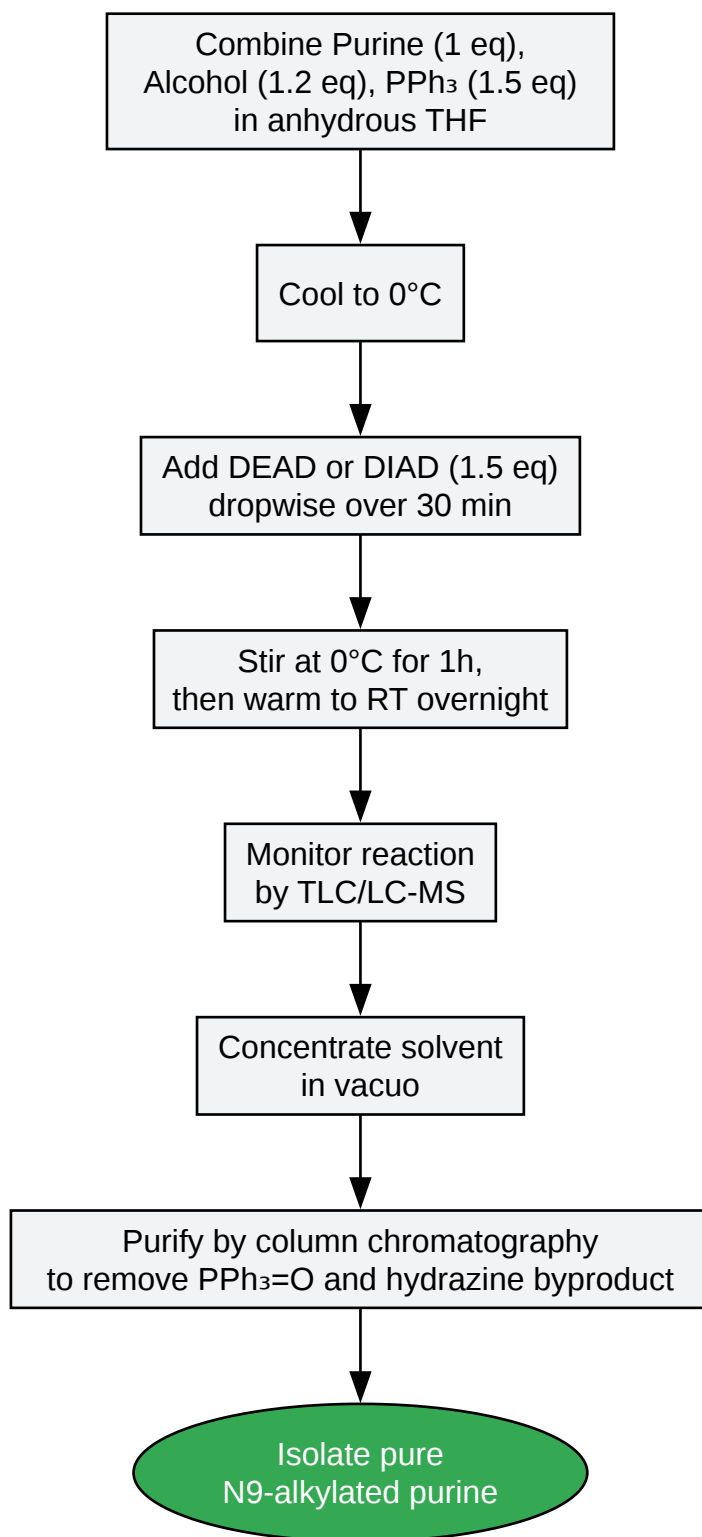 Combine Purine (1 eq),
Alcohol (1.2 eq), PPh₃ (1.5 eq)
in anhydrous THF
Cool to 0°C
Add DEAD or DIAD (1.5 eq)
dropwise over 30 min
Stir at 0°C for 1h,
then warm to RT overnight
Monitor reaction
by TLC/LC-MS
Concentrate solvent
in vacuo
Purify by column chromatography
to remove PPh₃=O and hydrazine byproduct
Isolate pure
N9-alkylated purine